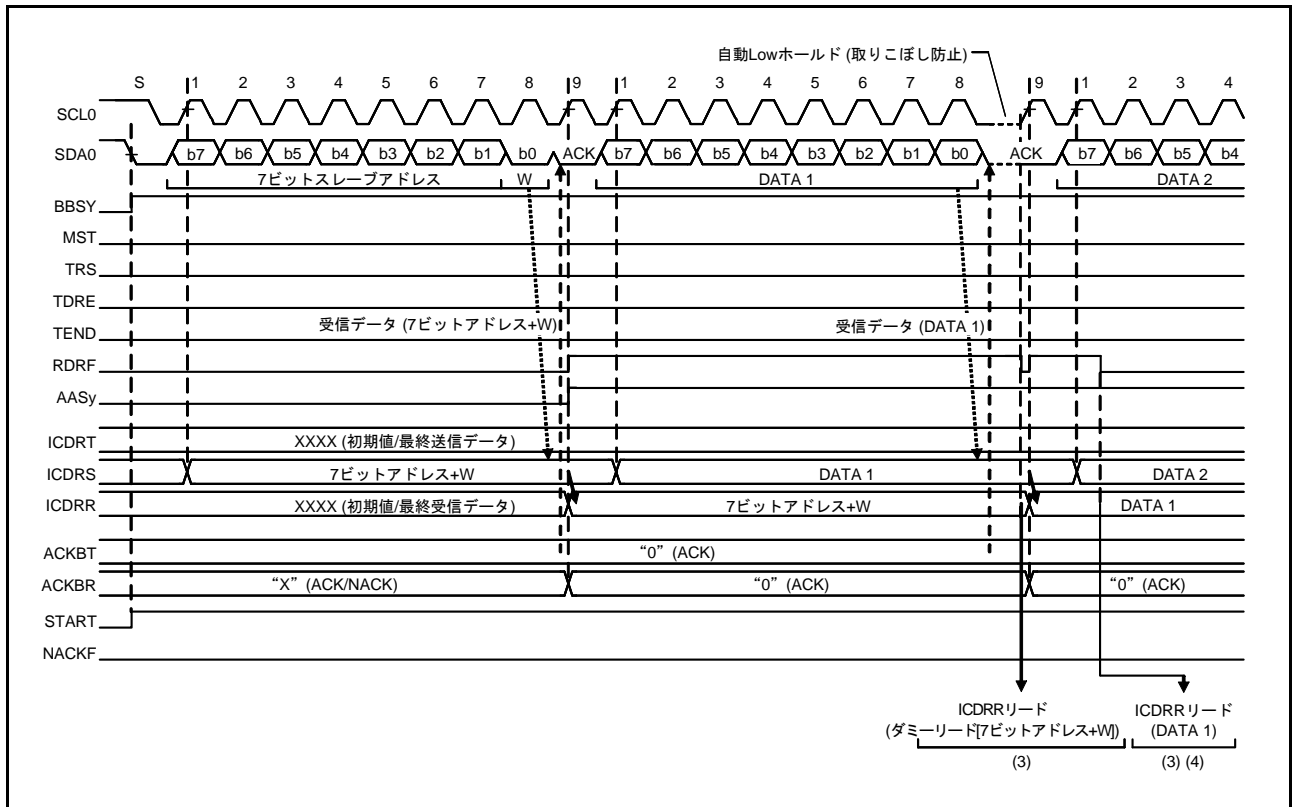 自動Lowホールド (取りこぼし防止)
S 1 2 3 4 5 6 7 8 9 1 2 3 4 5 6 7 8 9 1 2 3 4
SCL0
SDA0 b7 b6 b5 b4 b3 b2 b1 b0 ACK b7 b6 b5 b4 b3 b2 b1 b0 ACK b7 b6 b5 b4
7ビットスレーブアドレス W DATA 1 DATA 2
BBSY
MST
TRS
TDRE
TEND
受信データ (7ビットアドレス+W) 受信データ (DATA 1)
RDRF
AASy
ICDRT XXXX (初期値/最終送信データ)
ICDRS 7ビットアドレス+W DATA 1 DATA 2
ICDRR XXXX (初期値/最終受信データ) 7ビットアドレス+W DATA 1
ACKBT “0” (ACK)
ACKBR “X” (ACK/NACK) “0” (ACK) “0” (ACK)
START
NACKF
ICDRRリード ICDRRリード
(ダミーリード[7ビットアドレス+W]) (DATA 1)
(3) (3) (4)